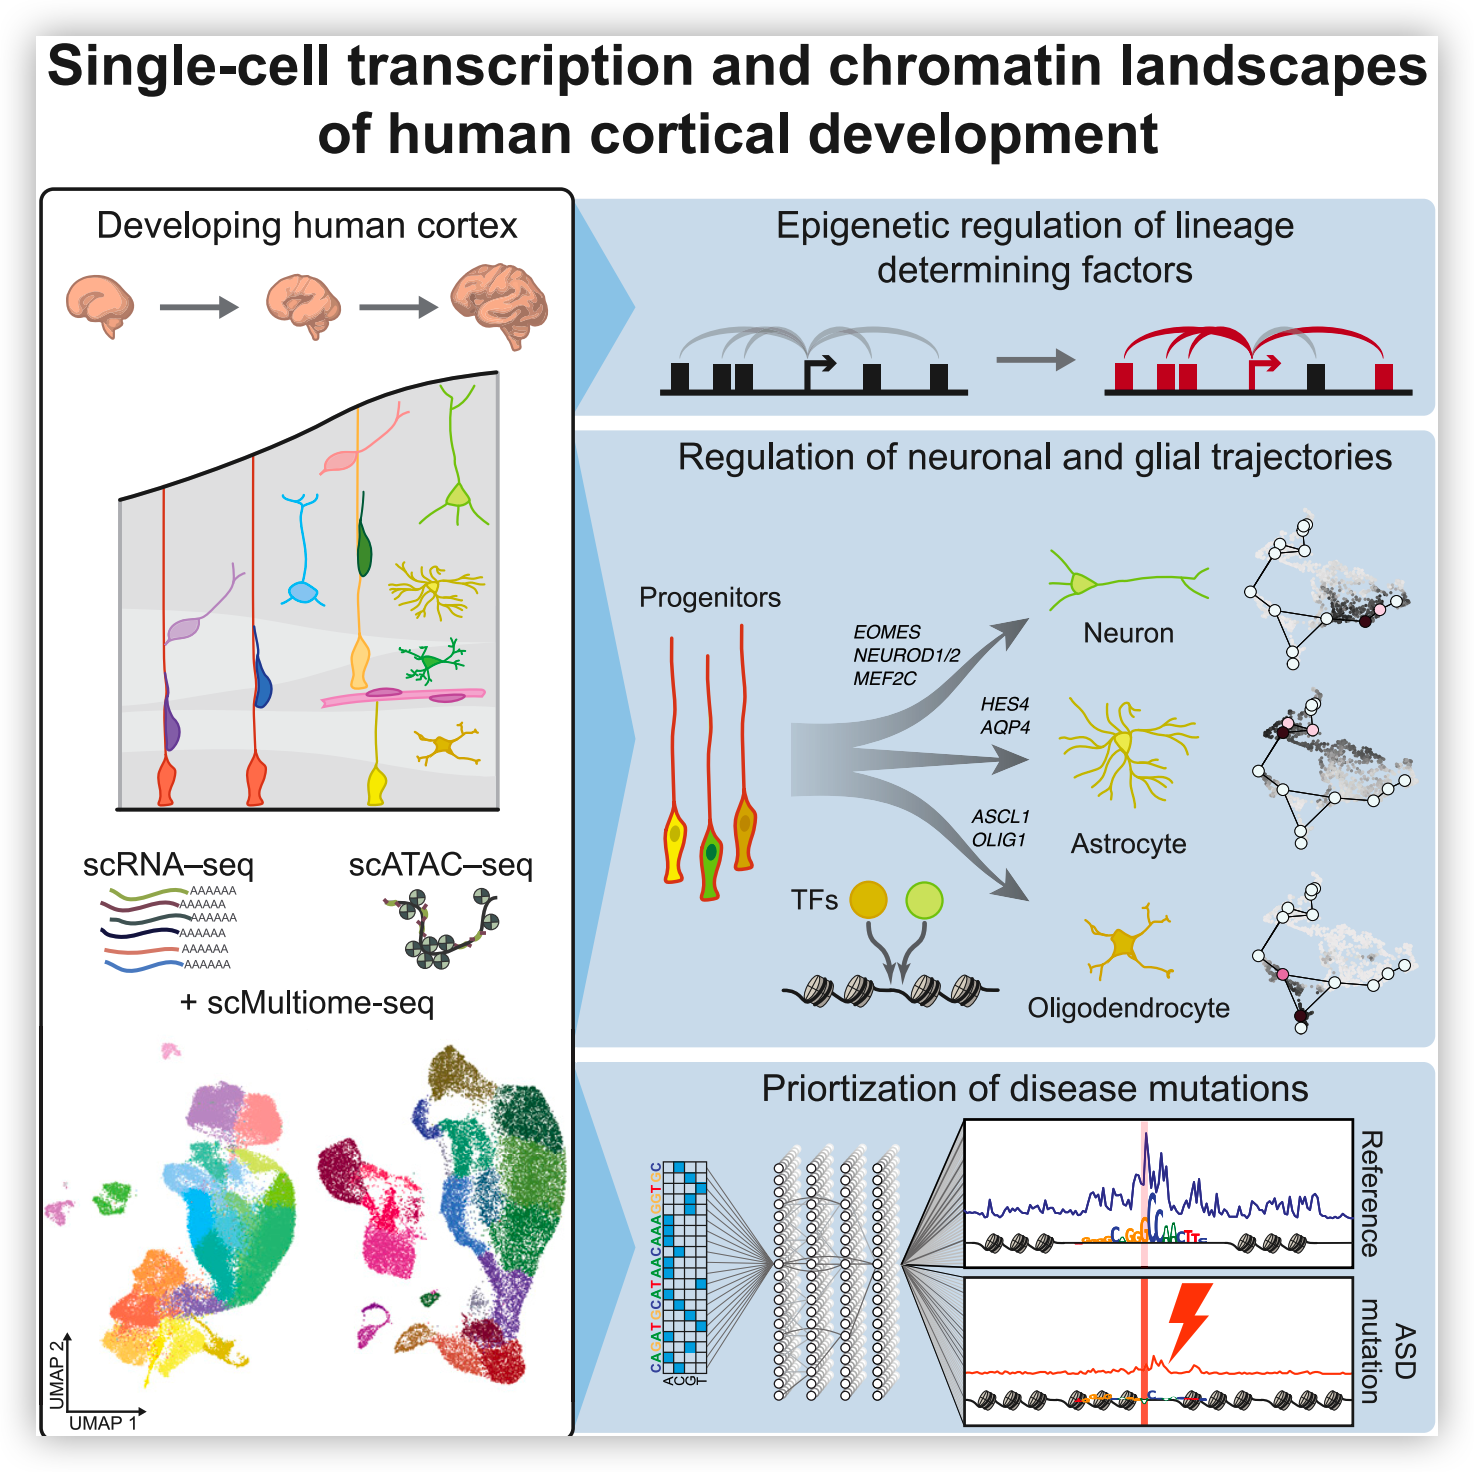 Single-cell transcription and chromatin landscapes
of human cortical development
Developing human cortex
scRNA–seq
scATAC–seq
AAAAAA
AAAAAA
AAAAAA
AAAAAA
AAAAAA
AAAAAA
+ scMultiome-seq
UMAP 2
UMAP 1
Epigenetic regulation of lineage
determining factors
Regulation of neuronal and glial trajectories
Progenitors
EOMES
NEUROD1/2
MEF2C
Neuron
HES4
AQP4
Astrocyte
ASCL1
OLIG1
TFs
Oligodendrocyte
Priortization of disease mutations
CAGATGCATAACAAAGGTGC
ACGT
Reference
ASD
mutation